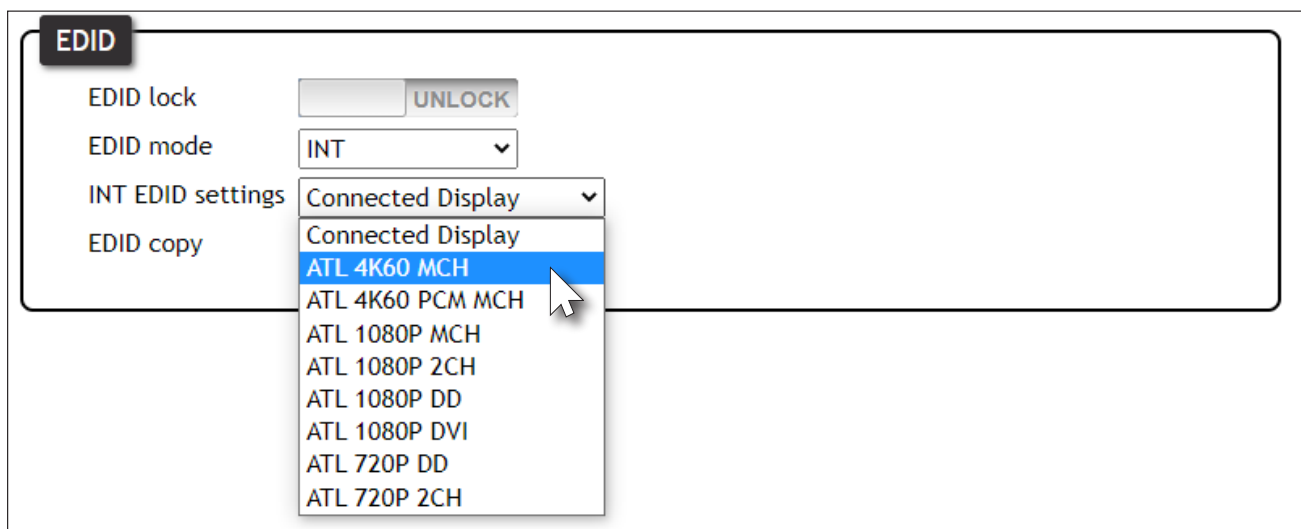 EDID
EDID lock UNLOCK
EDID mode INT
INT EDID settings Connected Display
EDID copy
Connected Display
ATL 4K60 MCH
ATL 4K60 PCM MCH
ATL 1080P MCH
ATL 1080P 2CH
ATL 1080P DD
ATL 1080P DVI
ATL 720P DD
ATL 720P 2CH